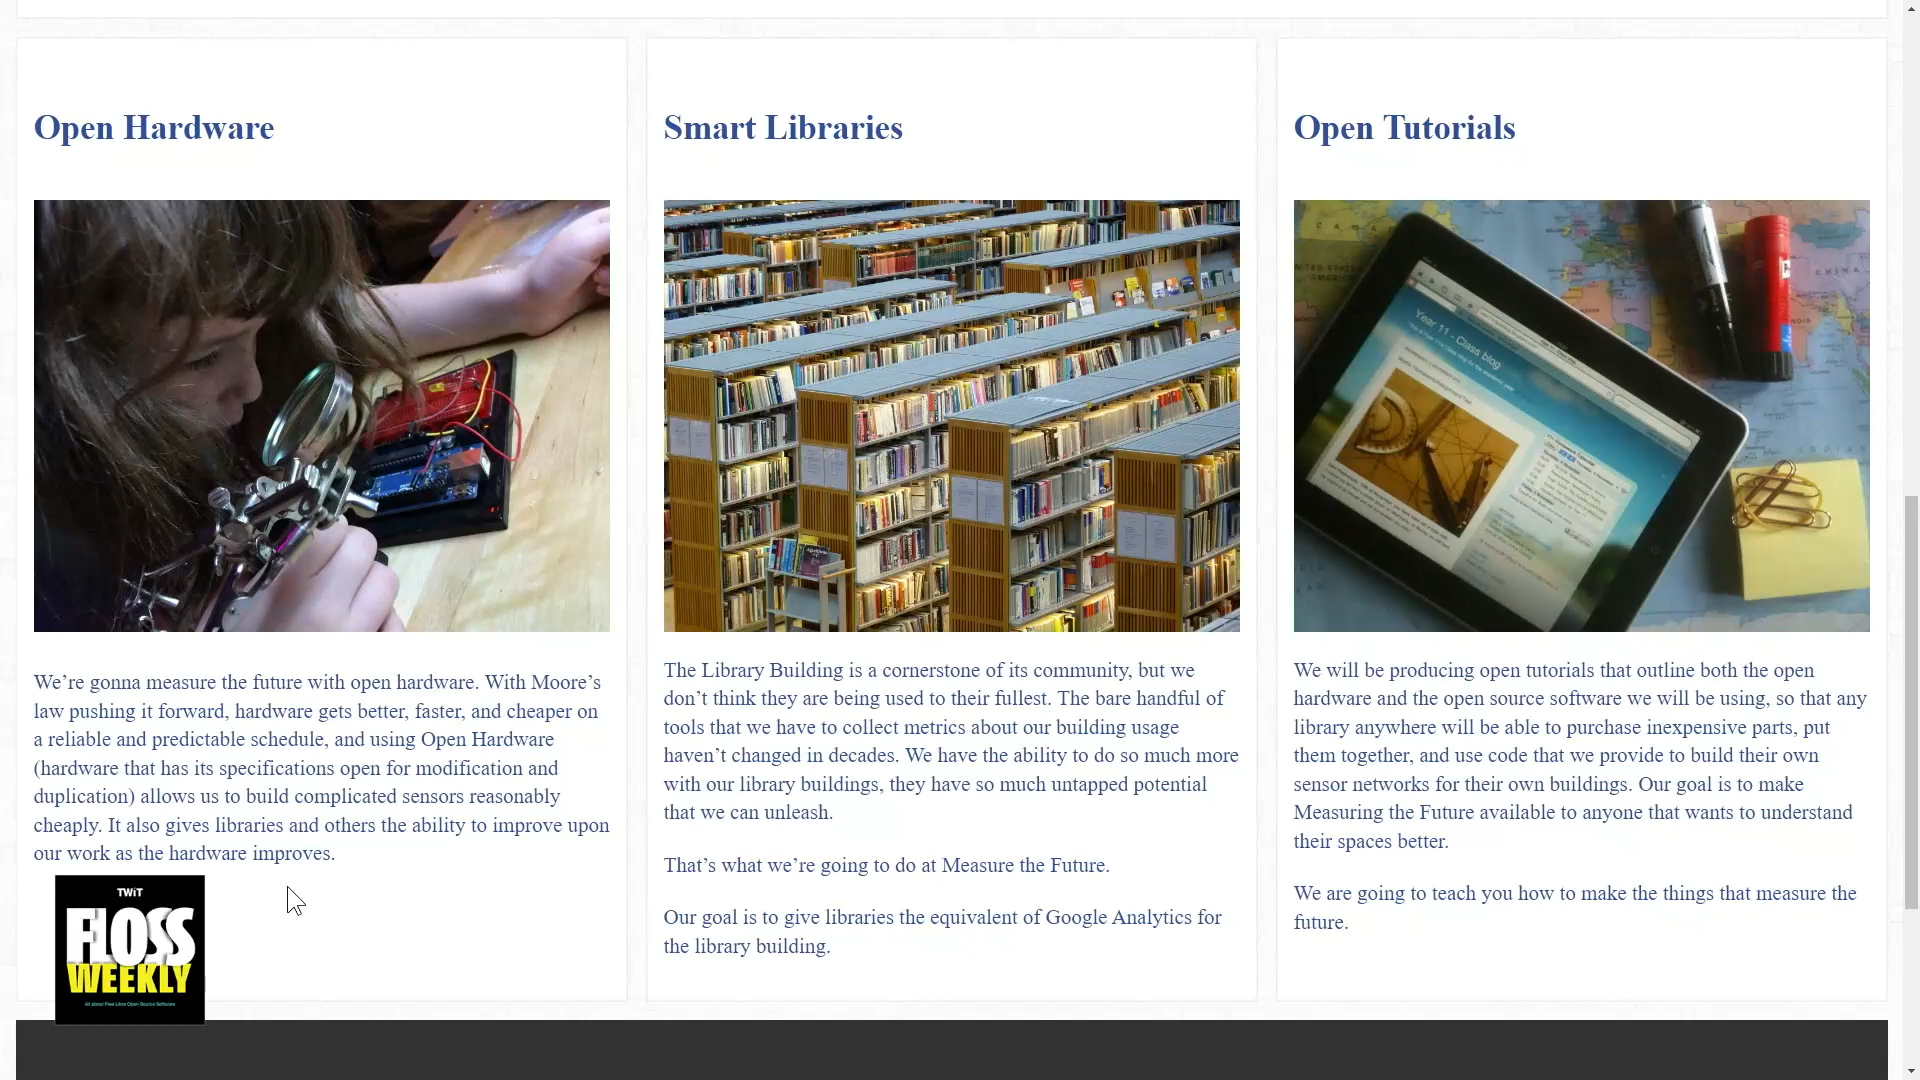 Open Hardware
We’re gonna measure the future with open hardware. With Moore’s
law pushing it forward, hardware gets better, faster, and cheaper on
a reliable and predictable schedule, and using Open Hardware
(hardware that has its specifications open for modification and
duplication) allows us to build complicated sensors reasonably
cheaply. It also gives libraries and others the ability to improve upon
our work as the hardware improves.
TWiT
FLOSS
WEEKLY
All about Free Libre Open Source Software
Smart Libraries
The Library Building is a cornerstone of its community, but we
don’t think they are being used to their fullest. The bare handful of
tools that we have to collect metrics about our building usage
haven’t changed in decades. We have the ability to do so much more
with our library buildings, they have so much untapped potential
that we can unleash.
That’s what we’re going to do at Measure the Future.
Our goal is to give libraries the equivalent of Google Analytics for
the library building.
Open Tutorials
CANADA
UNITED STATES
CHINA
INDIA
Year 11 - Class blog
We will be producing open tutorials that outline both the open
hardware and the open source software we will be using, so that any
library anywhere will be able to purchase inexpensive parts, put
them together, and use code that we provide to build their own
sensor networks for their own buildings. Our goal is to make
Measuring the Future available to anyone that wants to understand
their spaces better.
We are going to teach you how to make the things that measure the
future.